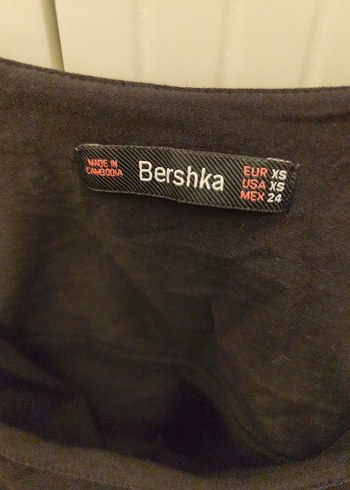 MADE IN
CAMBODIA
Bershka
EUR XS
USA XS
MEX 24